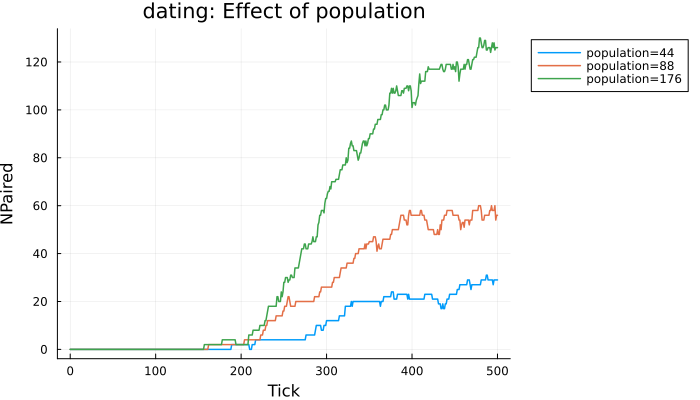 dating: Effect of population
population=44
population=88
population=176
NPaired
120
100
80
60
40
20
0
0 100 200 300 400 500
Tick